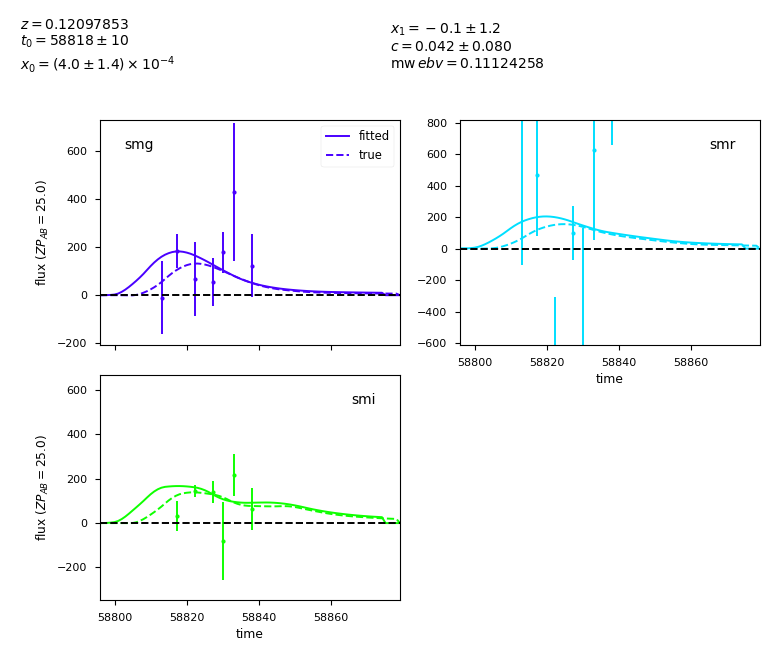 z = 0.12097853
t₀ = 58818 ± 10
x₀ = (4.0 ± 1.4) × 10⁻⁴
x₁ = − 0.1 ± 1.2
c = 0.042 ± 0.080
mw ebv = 0.11124258
smg
fitted
true
600
400
200
0
−200
flux (ZP_AB = 25.0)
smr
800
600
400
200
0
−200
−400
−600
58800 58820 58840 58860
time
smi
600
400
200
0
−200
flux (ZP_AB = 25.0)
58800 58820 58840 58860
time